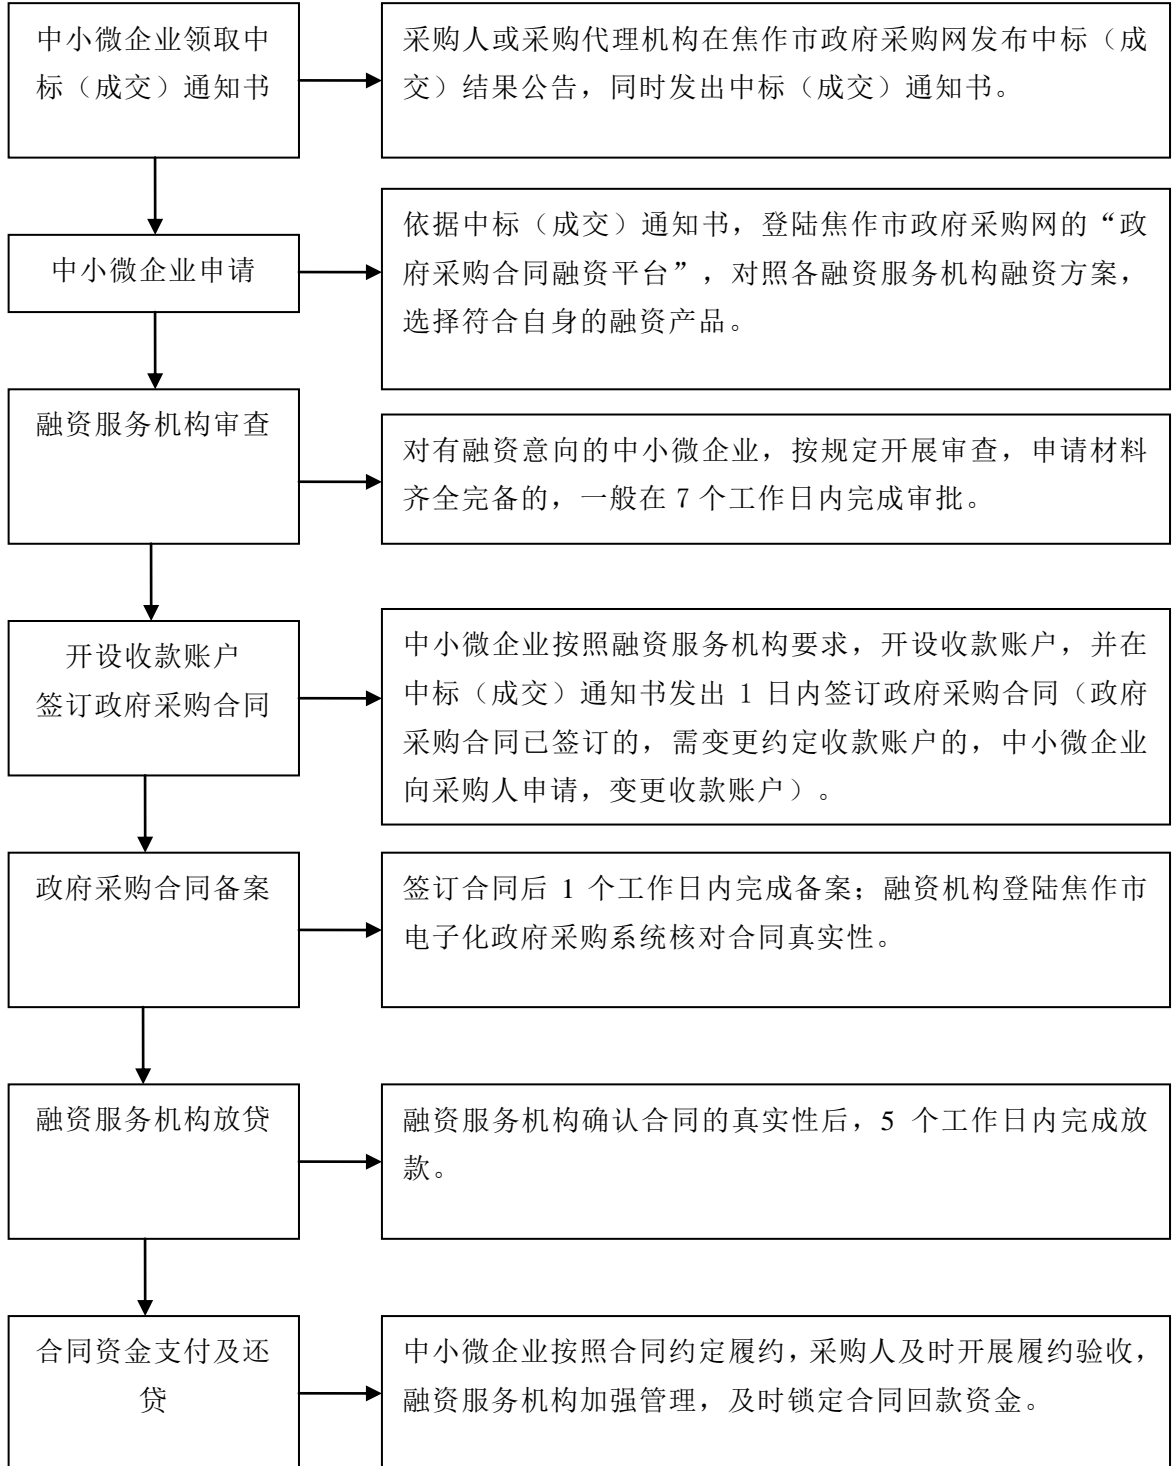 中小微企业领取中
标（成交）通知书
采购人或采购代理机构在焦作市政府采购网发布中标（成
交）结果公告，同时发出中标（成交）通知书。
中小微企业申请
依据中标（成交）通知书，登陆焦作市政府采购网的“政
府采购合同融资平台”，对照各融资服务机构融资方案，
选择符合自身的融资产品。
融资服务机构审查
对有融资意向的中小微企业，按规定开展审查，申请材料
齐全完备的，一般在 7 个工作日内完成审批。
开设收款账户
签订政府采购合同
中小微企业按照融资服务机构要求，开设收款账户，并在
中标（成交）通知书发出 1 日内签订政府采购合同（政府
采购合同已签订的，需变更约定收款账户的，中小微企业
向采购人申请，变更收款账户）。
政府采购合同备案
签订合同后 1 个工作日内完成备案；融资机构登陆焦作市
电子化政府采购系统核对合同真实性。
融资服务机构放贷
融资服务机构确认合同的真实性后，5 个工作日内完成放
款。
合同资金支付及还
贷
中小微企业按照合同约定履约，采购人及时开展履约验收，
融资服务机构加强管理，及时锁定合同回款资金。